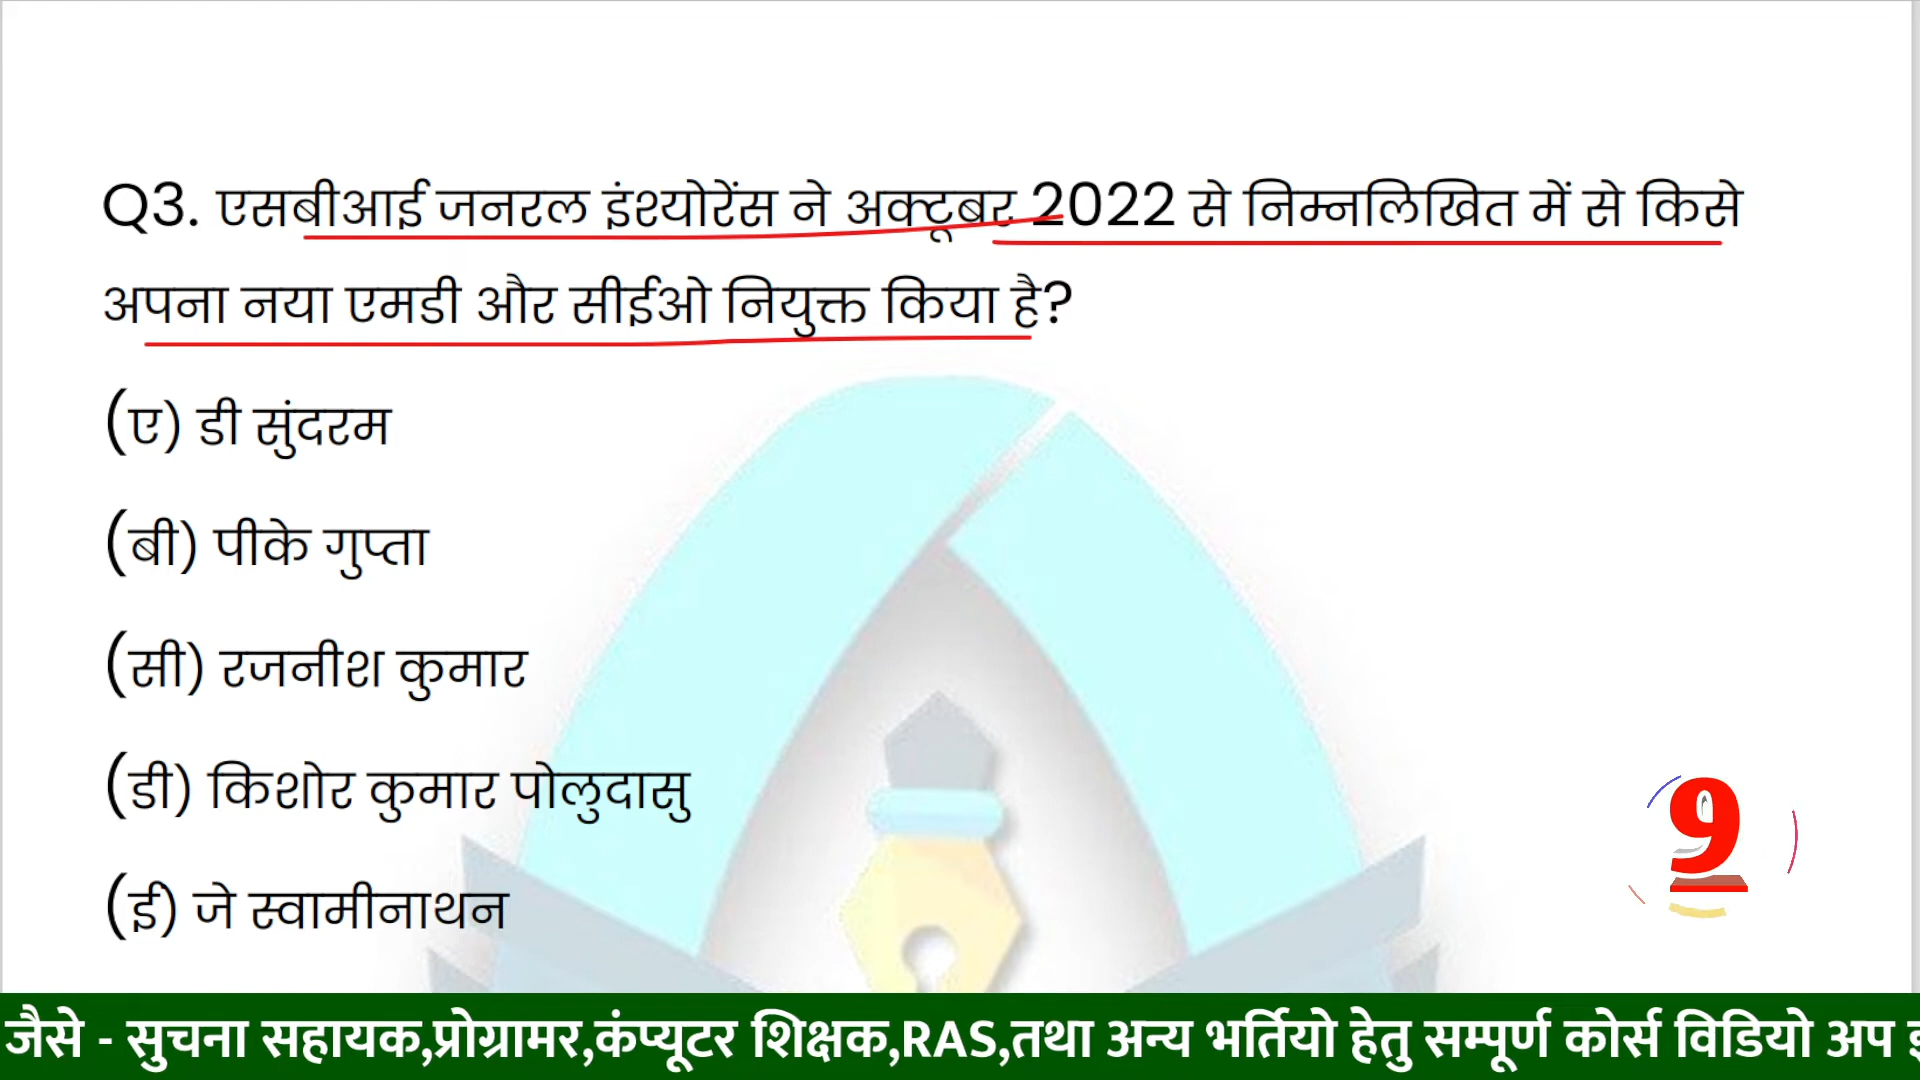 Q3. एसबीआई जनरल इंश्योरेंस ने अक्टूबर 2022 से निम्नलिखित में से किसे
अपना नया एमडी और सीईओ नियुक्त किया है?
(ए) डी सुंदरम
(बी) पीके गुप्ता
(सी) रजनीश कुमार
(डी) किशोर कुमार पोलुदासु
(ई) जे स्वामीनाथन
9
जैसे - सुचना सहायक,प्रोग्रामर,कंप्यूटर शिक्षक,RAS,तथा अन्य भर्तियो हेतु सम्पूर्ण कोर्स विडियो अप